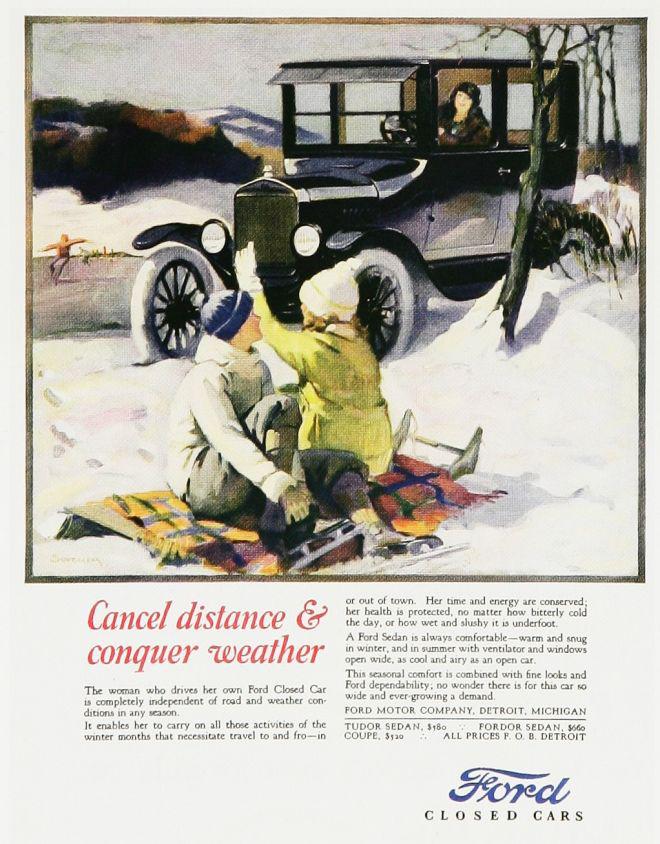 Cancel distance &
conquer weather
The woman who drives her own Ford Closed Car
is completely independent of road and weather con-
ditions in any season.
It enables her to carry on all those activities of the
winter months that necessitate travel to and fro—in
or out of town. Her time and energy are conserved;
her health is protected, no matter how bitterly cold
the day, or how wet and slushy it is underfoot.
A Ford Sedan is always comfortable—warm and snug
in winter, and in summer with ventilator and windows
open wide, as cool and airy as an open car.
This seasonal comfort is combined with fine looks and
Ford dependability; no wonder there is for this car so
wide and ever-growing a demand.
FORD MOTOR COMPANY, DETROIT, MICHIGAN
TUDOR SEDAN, $580 ∵ FORDOR SEDAN, $660
COUPE, $520 ∴ ALL PRICES F. O. B. DETROIT
Ford
CLOSED CARS